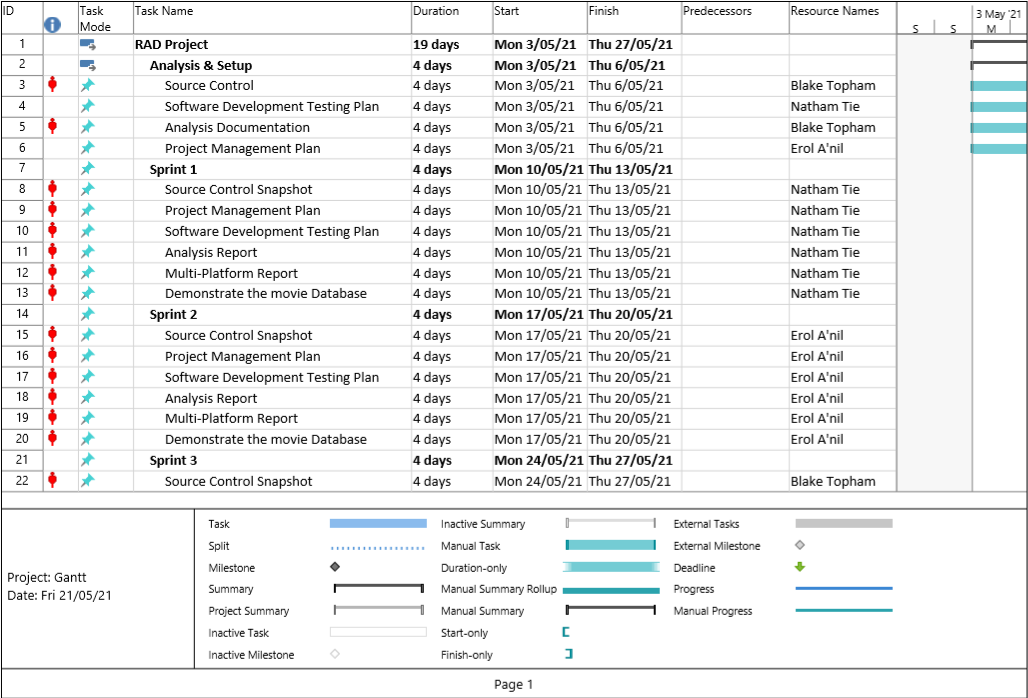 ID Task Mode Task Name Duration Start Finish Predecessors Resource Names 3 May '21
S S M
1 RAD Project 19 days Mon 3/05/21 Thu 27/05/21
2 Analysis & Setup 4 days Mon 3/05/21 Thu 6/05/21
3 Source Control 4 days Mon 3/05/21 Thu 6/05/21 Blake Topham
4 Software Development Testing Plan 4 days Mon 3/05/21 Thu 6/05/21 Natham Tie
5 Analysis Documentation 4 days Mon 3/05/21 Thu 6/05/21 Blake Topham
6 Project Management Plan 4 days Mon 3/05/21 Thu 6/05/21 Erol A'nil
7 Sprint 1 4 days Mon 10/05/21 Thu 13/05/21
8 Source Control Snapshot 4 days Mon 10/05/21 Thu 13/05/21 Natham Tie
9 Project Management Plan 4 days Mon 10/05/21 Thu 13/05/21 Natham Tie
10 Software Development Testing Plan 4 days Mon 10/05/21 Thu 13/05/21 Natham Tie
11 Analysis Report 4 days Mon 10/05/21 Thu 13/05/21 Natham Tie
12 Multi-Platform Report 4 days Mon 10/05/21 Thu 13/05/21 Natham Tie
13 Demonstrate the movie Database 4 days Mon 10/05/21 Thu 13/05/21 Natham Tie
14 Sprint 2 4 days Mon 17/05/21 Thu 20/05/21
15 Source Control Snapshot 4 days Mon 17/05/21 Thu 20/05/21 Erol A'nil
16 Project Management Plan 4 days Mon 17/05/21 Thu 20/05/21 Erol A'nil
17 Software Development Testing Plan 4 days Mon 17/05/21 Thu 20/05/21 Erol A'nil
18 Analysis Report 4 days Mon 17/05/21 Thu 20/05/21 Erol A'nil
19 Multi-Platform Report 4 days Mon 17/05/21 Thu 20/05/21 Erol A'nil
20 Demonstrate the movie Database 4 days Mon 17/05/21 Thu 20/05/21 Erol A'nil
21 Sprint 3 4 days Mon 24/05/21 Thu 27/05/21
22 Source Control Snapshot 4 days Mon 24/05/21 Thu 27/05/21 Blake Topham
Project: Gantt
Date: Fri 21/05/21
Task Inactive Summary External Tasks
Split Manual Task External Milestone
Milestone Duration-only Deadline
Summary Manual Summary Rollup Progress
Project Summary Manual Summary Manual Progress
Inactive Task Start-only
Inactive Milestone Finish-only
Page 1